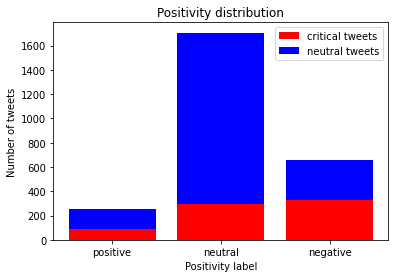 Positivity distribution
critical tweets
neutral tweets
Number of tweets
1600
1400
1200
1000
800
600
400
200
0
positive neutral negative
Positivity label